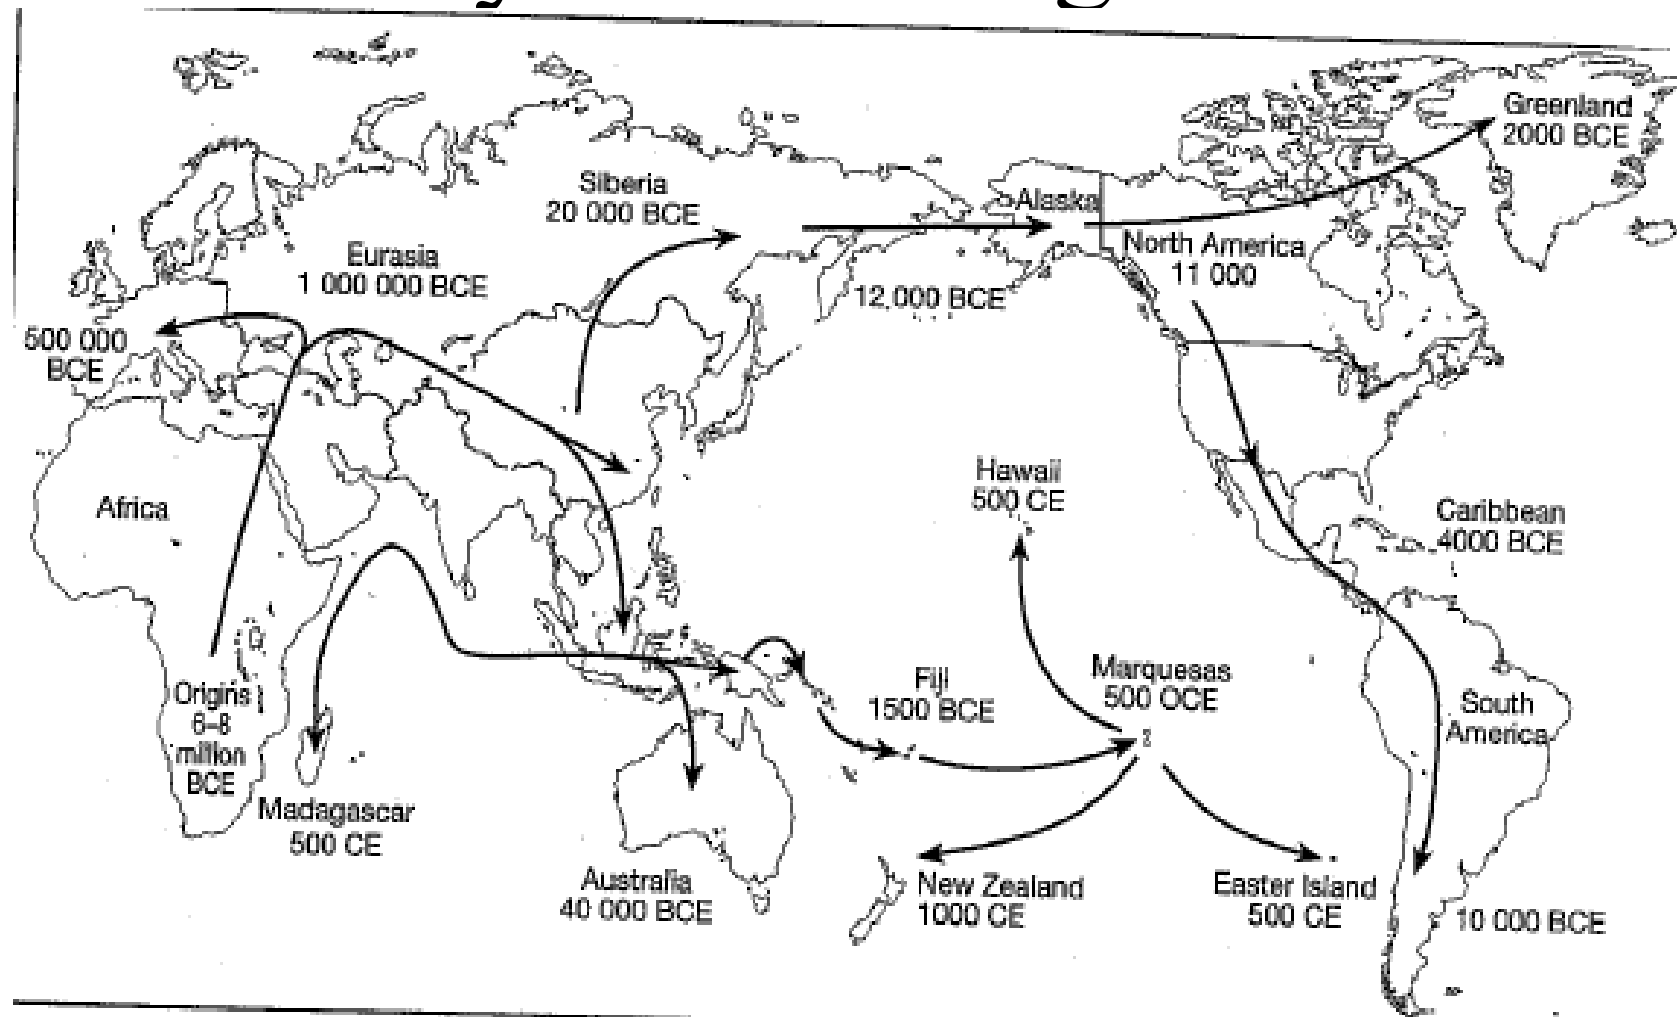 Greenland
2000 BCE
Siberia
20 000 BCE
Alaska
Eurasia
1 000 000 BCE
North America
11 000
12,000 BCE
500 000
BCE
Africa
Hawaii
500 CE
Caribbean
4000 BCE
Origins
6–8
million
BCE
Fiji
1500 BCE
Marquesas
500 OCE
South
America
Madagascar
500 CE
Australia
40 000 BCE
New Zealand
1000 CE
Easter Island
500 CE
10 000 BCE